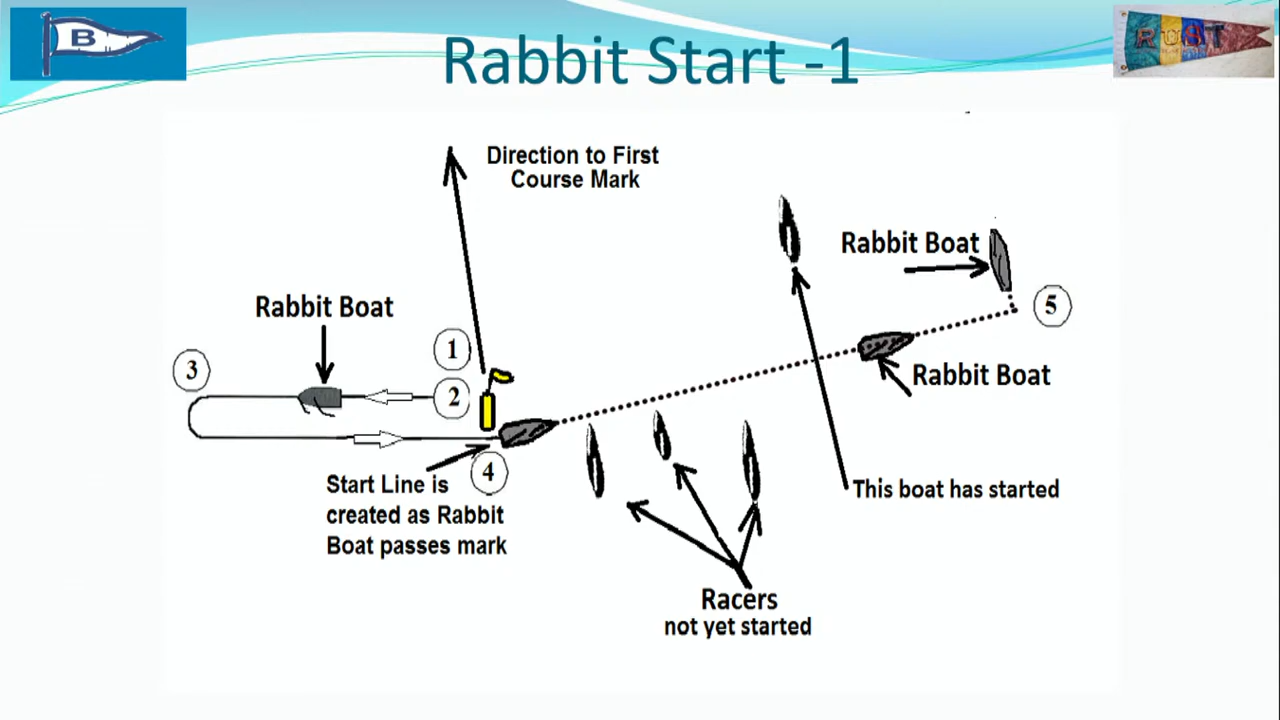 B
RUST
Rabbit Start -1
Direction to First
Course Mark
Rabbit Boat
Rabbit Boat
1
2
3
5
Rabbit Boat
4
Start Line is
created as Rabbit
Boat passes mark
This boat has started
Racers
not yet started